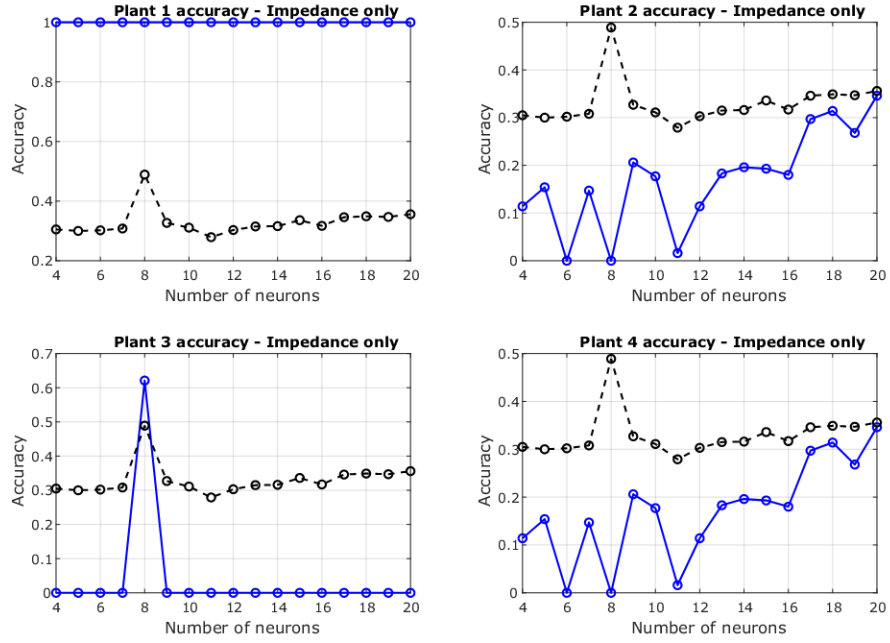 Plant 1 accuracy - Impedance only
1
0.8
0.6
0.4
0.2
Accuracy
4 6 8 10 12 14 16 18 20
Number of neurons
Plant 2 accuracy - Impedance only
0.5
0.4
0.3
0.2
0.1
0
Accuracy
4 6 8 10 12 14 16 18 20
Number of neurons
Plant 3 accuracy - Impedance only
0.7
0.6
0.5
0.4
0.3
0.2
0.1
0
Accuracy
4 6 8 10 12 14 16 18 20
Number of neurons
Plant 4 accuracy - Impedance only
0.5
0.4
0.3
0.2
0.1
0
Accuracy
4 6 8 10 12 14 16 18 20
Number of neurons